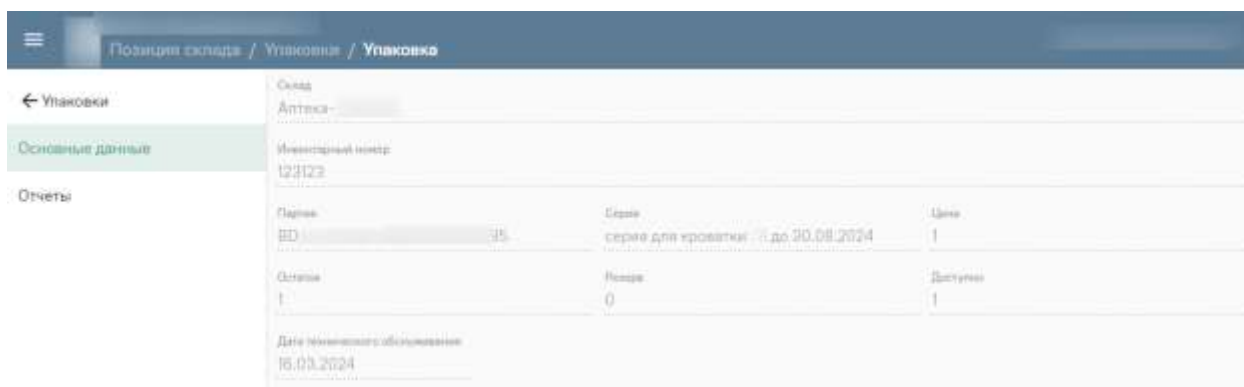 Позиция склада / Упаковки / Упаковка
← Упаковки
Основные данные
Отчеты
Склад
Аптека-
Инвентарный номер
123123
Партия Серия Цена
BD 95 серия для кроватки до 30.08.2024 1
Остаток Резерв Доступно
1 0 1
Дата технического обслуживания
16.03.2024